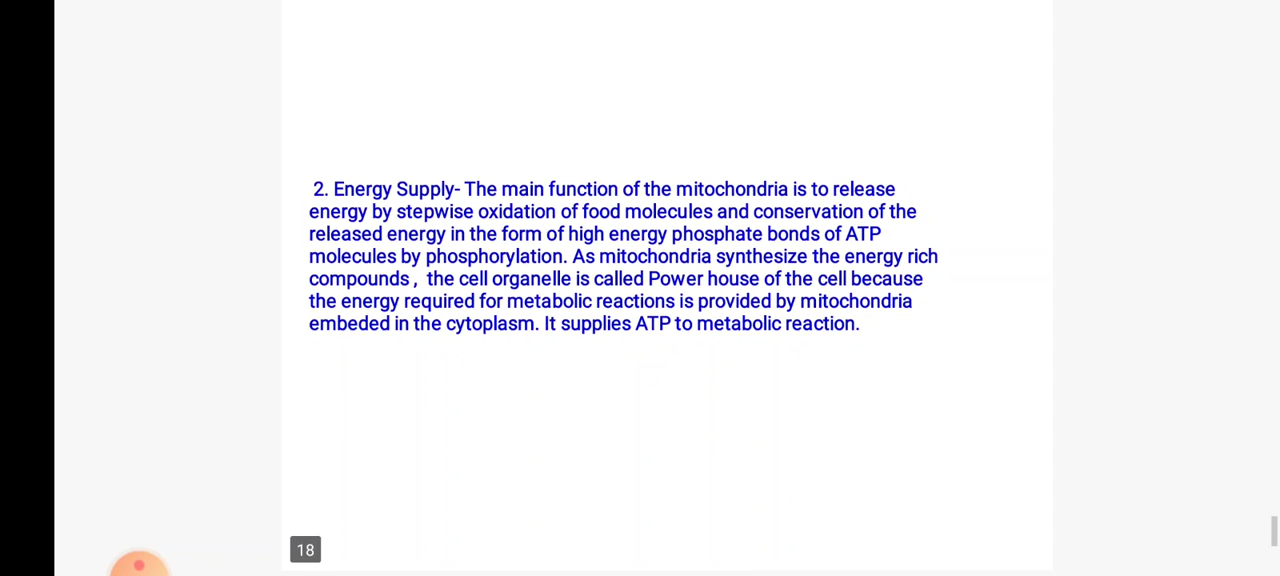 2. Energy Supply- The main function of the mitochondria is to release
energy by stepwise oxidation of food molecules and conservation of the
released energy in the form of high energy phosphate bonds of ATP
molecules by phosphorylation. As mitochondria synthesize the energy rich
compounds , the cell organelle is called Power house of the cell because
the energy required for metabolic reactions is provided by mitochondria
embeded in the cytoplasm. It supplies ATP to metabolic reaction.
18